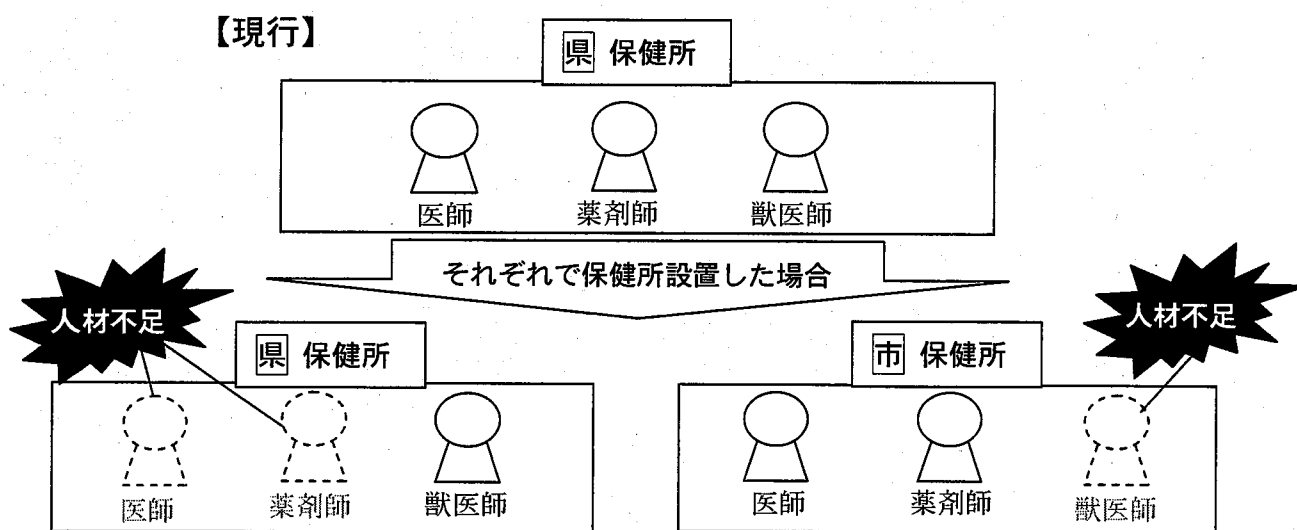 【現行】
県 保健所
医師
薬剤師
獣医師
それぞれで保健所設置した場合
人材不足
人材不足
県 保健所
市 保健所
医師
薬剤師
獣医師
医師
薬剤師
獣医師